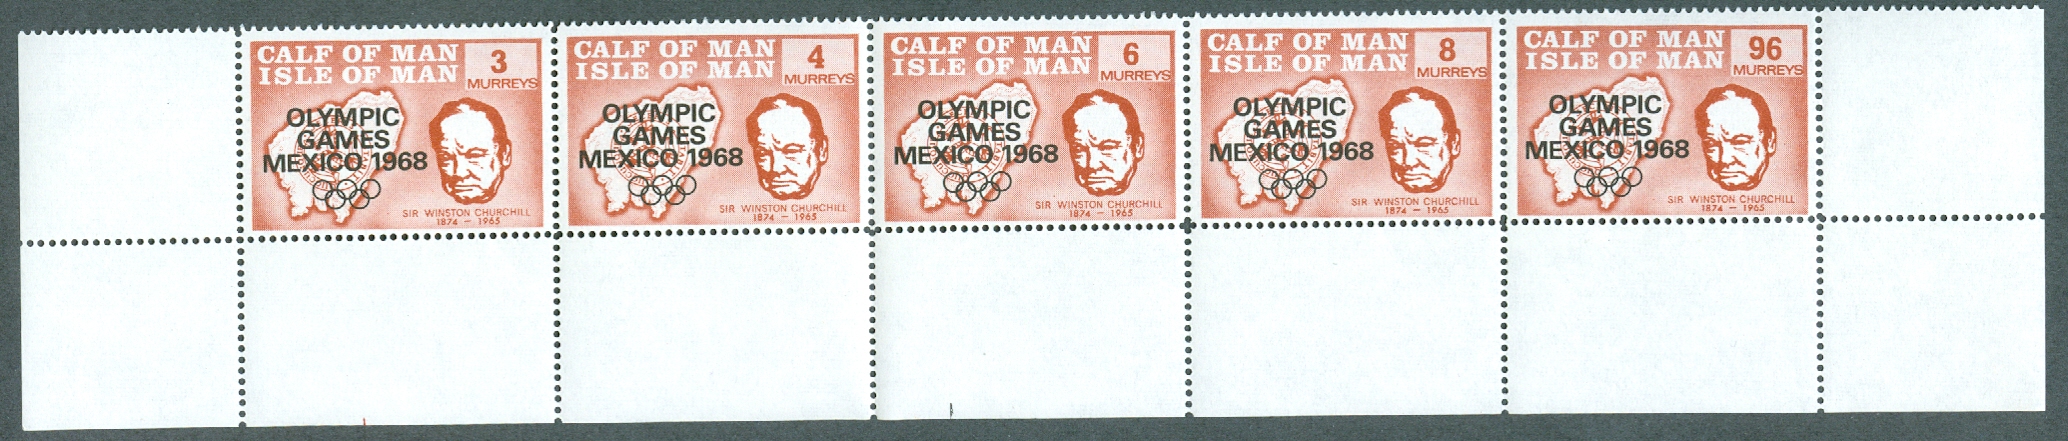 CALF OF MAN
ISLE OF MAN
3
MURREYS
OLYMPIC
GAMES
MEXICO 1968
SIR WINSTON CHURCHILL
1874 - 1965
CALF OF MAN
ISLE OF MAN
4
MURREYS
OLYMPIC
GAMES
MEXICO 1968
SIR WINSTON CHURCHILL
1874 - 1965
CALF OF MAN
ISLE OF MAN
6
MURREYS
OLYMPIC
GAMES
MEXICO 1968
SIR WINSTON CHURCHILL
1874 - 1965
CALF OF MAN
ISLE OF MAN
8
MURREYS
OLYMPIC
GAMES
MEXICO 1968
SIR WINSTON CHURCHILL
1874 - 1965
CALF OF MAN
ISLE OF MAN
96
MURREYS
OLYMPIC
GAMES
MEXICO 1968
SIR WINSTON CHURCHILL
1874 - 1965